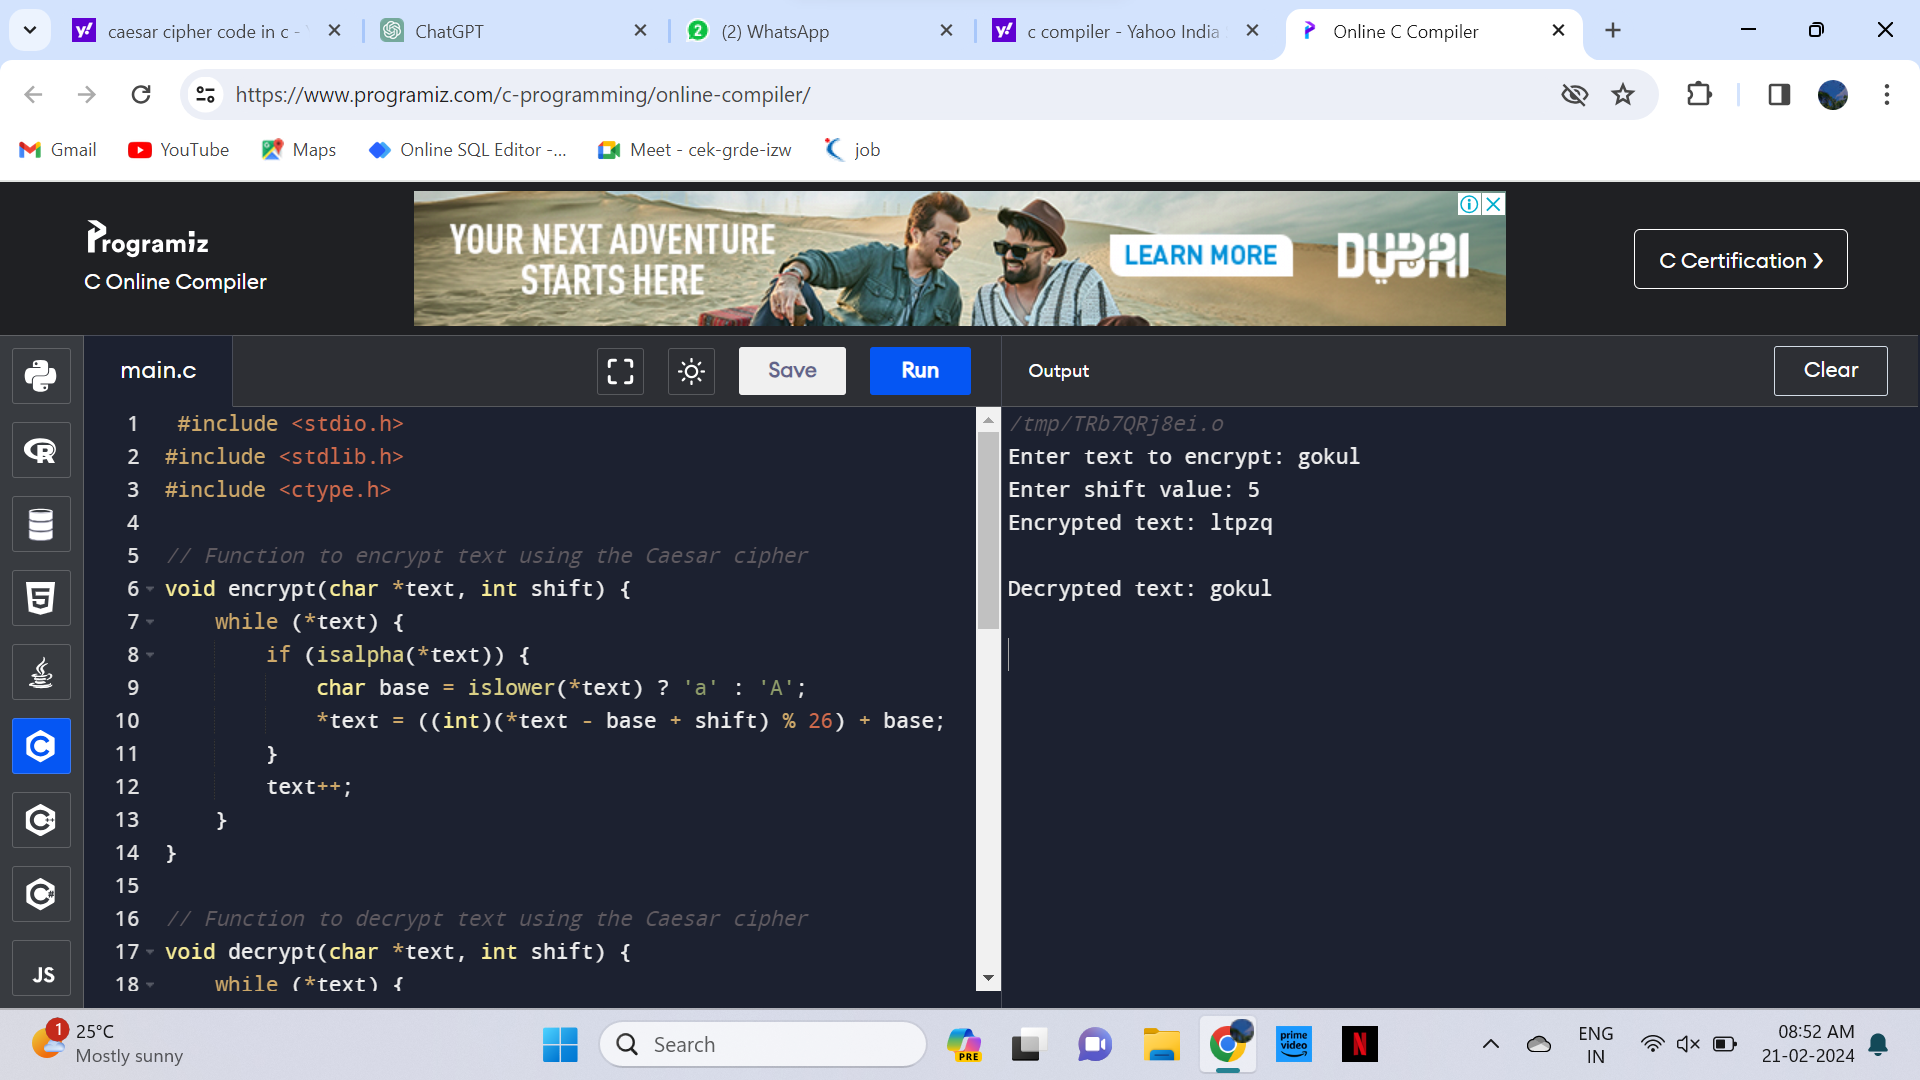 caesar cipher code in c -
ChatGPT
(2) WhatsApp
c compiler - Yahoo India
Online C Compiler
https://www.programiz.com/c-programming/online-compiler/
Gmail
YouTube
Maps
Online SQL Editor -...
Meet - cek-grde-izw
job
Programiz
C Online Compiler
YOUR NEXT ADVENTURE
STARTS HERE
LEARN MORE
DUBAI
C Certification ❯
main.c
Save
Run
Output
Clear
1 #include <stdio.h>
2 #include <stdlib.h>
3 #include <ctype.h>
4
5 // Function to encrypt text using the Caesar cipher
6 void encrypt(char *text, int shift) {
7 while (*text) {
8 if (isalpha(*text)) {
9 char base = islower(*text) ? 'a' : 'A';
10 *text = ((int)(*text - base + shift) % 26) + base;
11 }
12 text++;
13 }
14 }
15
16 // Function to decrypt text using the Caesar cipher
17 void decrypt(char *text, int shift) {
18 while (*text) {
/tmp/TRb7QRj8ei.o
Enter text to encrypt: gokul
Enter shift value: 5
Encrypted text: ltpzq
Decrypted text: gokul
JS
1
25°C
Mostly sunny
Search
PRE
prime
video
N
ENG
IN
08:52 AM
21-02-2024